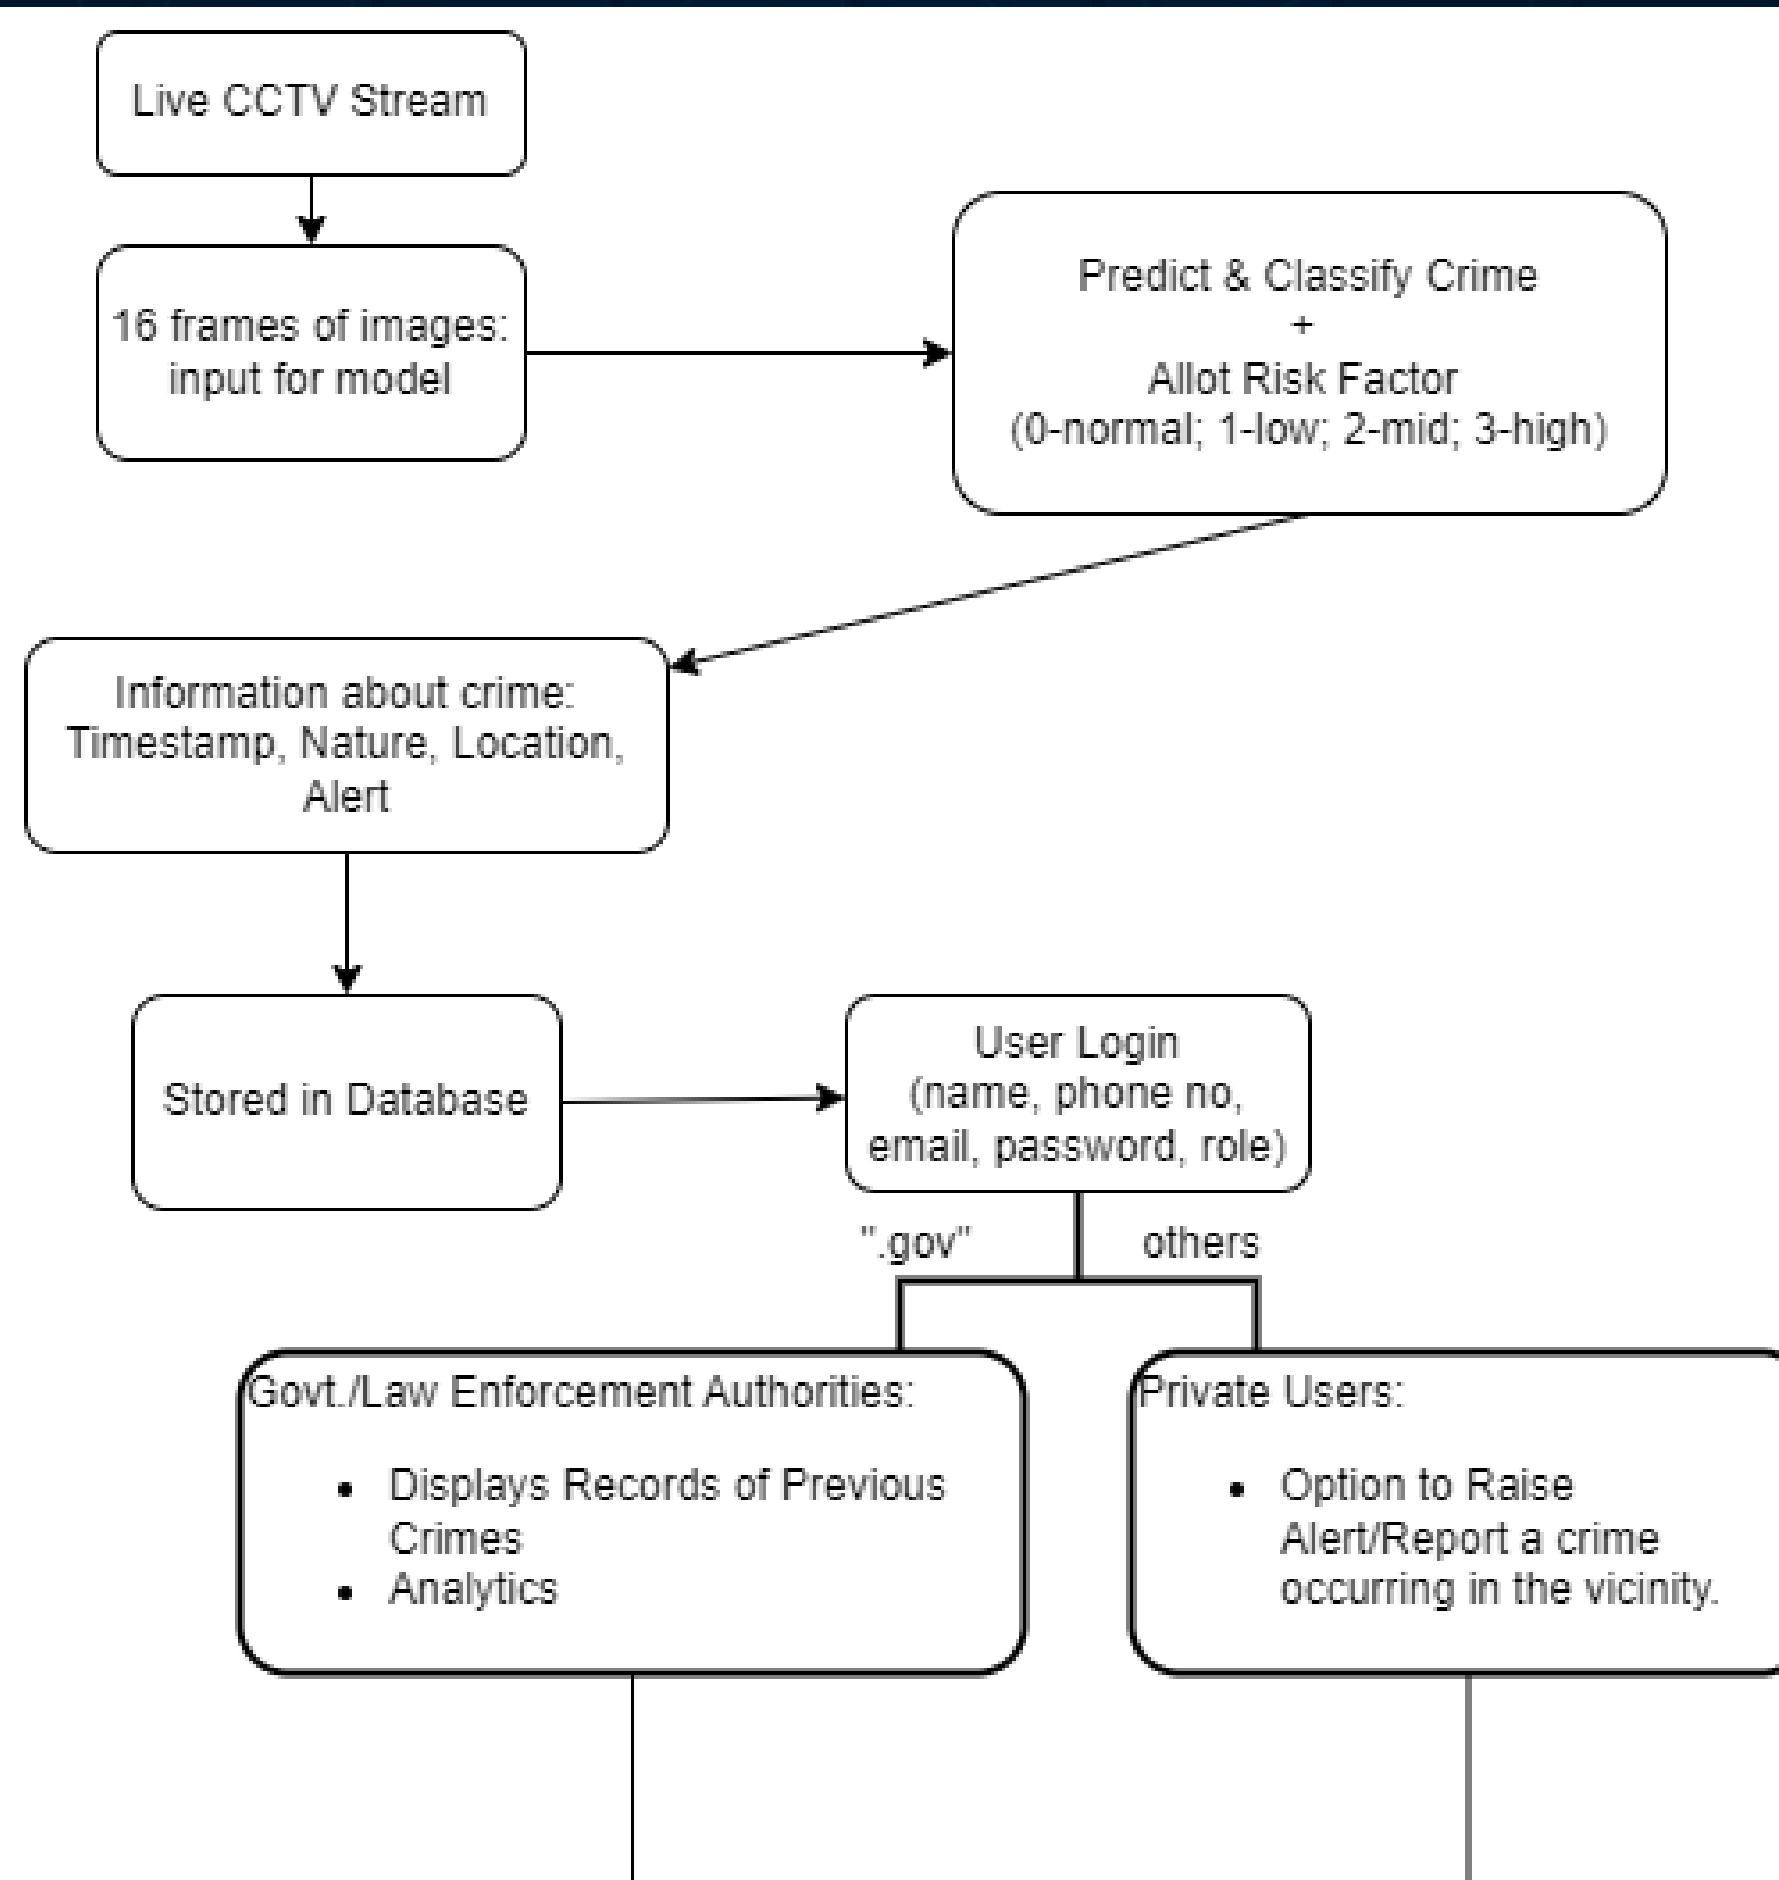 Live CCTV Stream
16 frames of images:
input for model
Predict & Classify Crime
+
Allot Risk Factor
(0-normal; 1-low; 2-mid; 3-high)
Information about crime:
Timestamp, Nature, Location,
Alert
Stored in Database
User Login
(name, phone no,
email, password, role)
".gov"
others
Govt./Law Enforcement Authorities:
• Displays Records of Previous
Crimes
• Analytics
Private Users:
• Option to Raise
Alert/Report a crime
occurring in the vicinity.